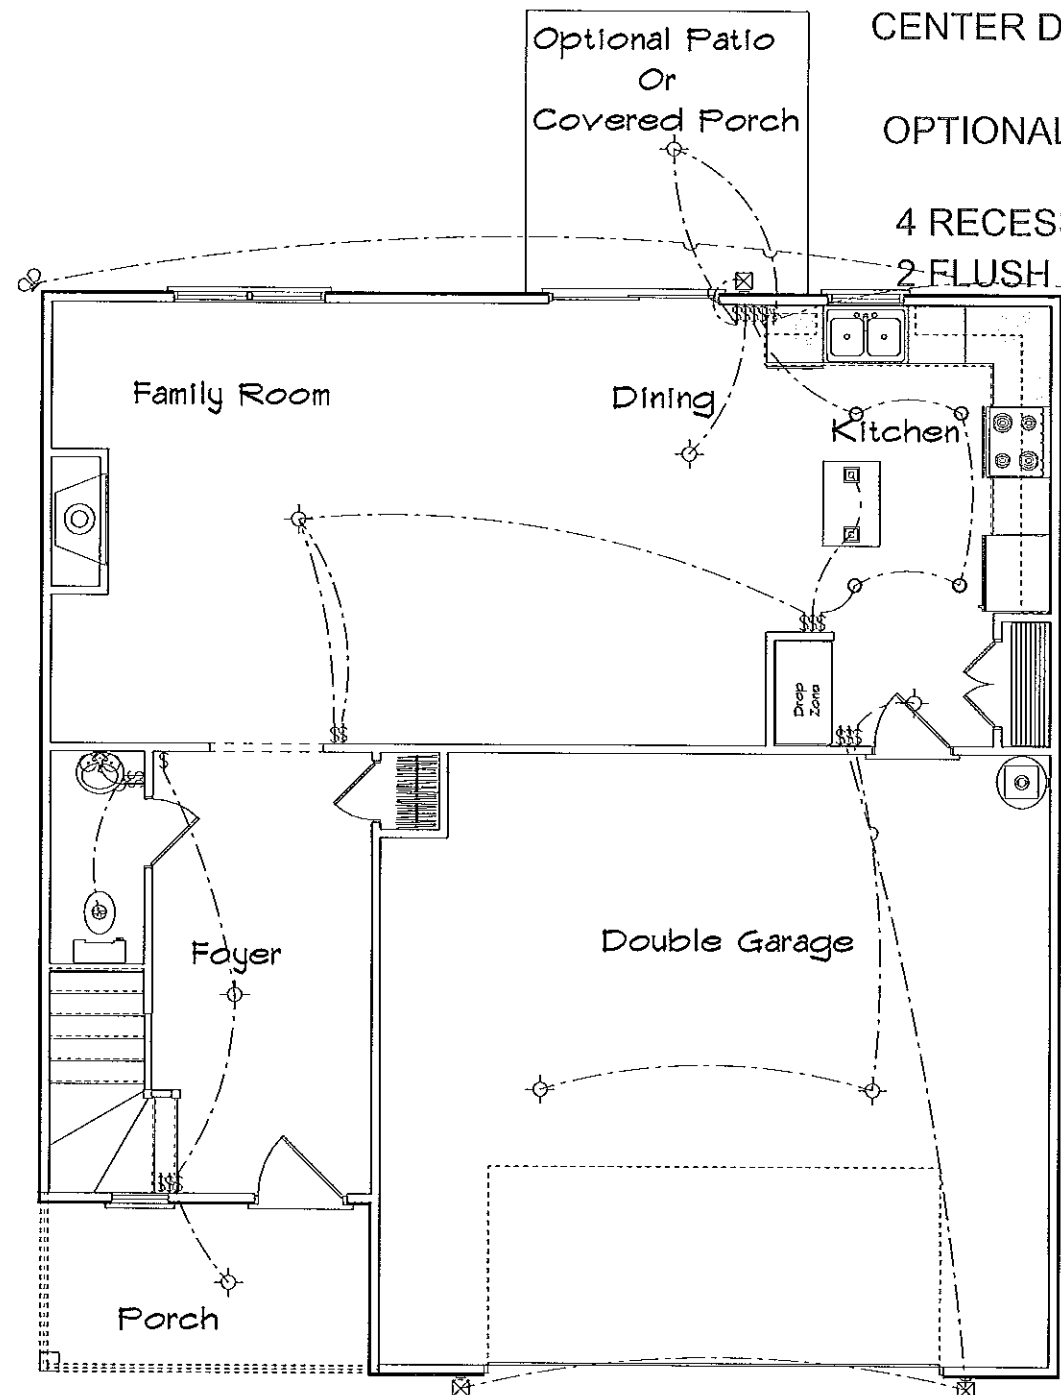 Optional Patio
Or
Covered Porch
CENTER D
OPTIONAL
4 RECESS
2 FLUSH
Family Room
Dining
Kitchen
Drop
Zone
$$$$$
$$$
$$
$$$
$
$$
Foyer
Double Garage
$$$
Porch